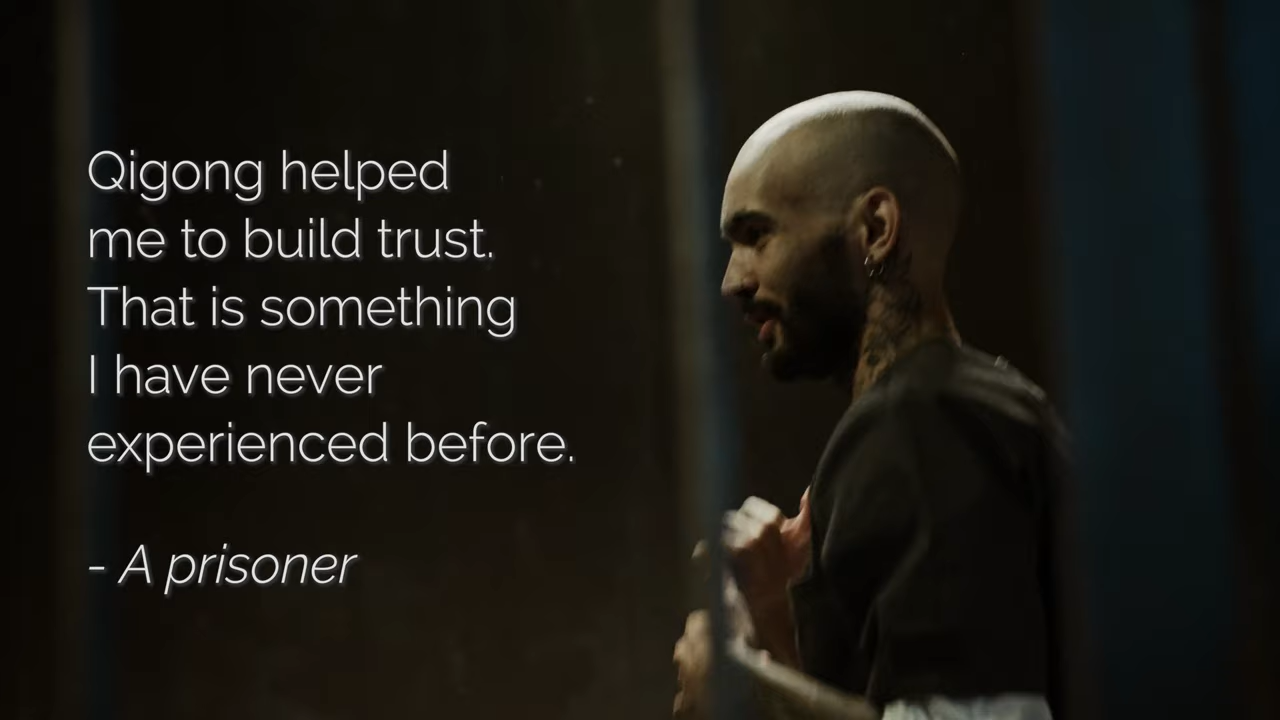 Qigong helped
me to build trust.
That is something
I have never
experienced before.
- A prisoner